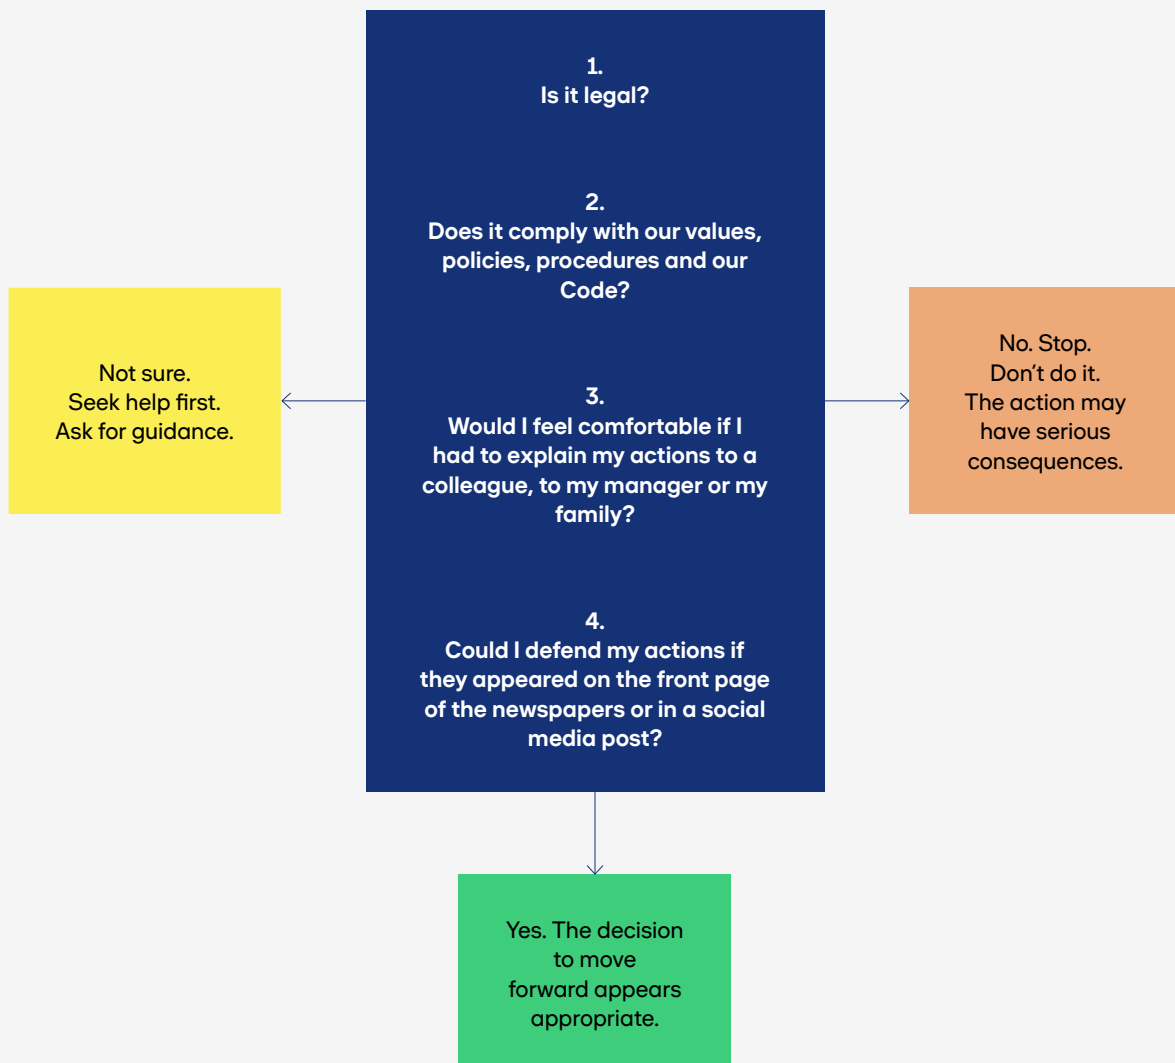 1.
Is it legal?
2.
Does it comply with our values,
policies, procedures and our
Code?
3.
Would I feel comfortable if I
had to explain my actions to a
colleague, to my manager or my
family?
4.
Could I defend my actions if
they appeared on the front page
of the newspapers or in a social
media post?
Not sure.
Seek help first.
Ask for guidance.
No. Stop.
Don’t do it.
The action may
have serious
consequences.
Yes. The decision
to move
forward appears
appropriate.